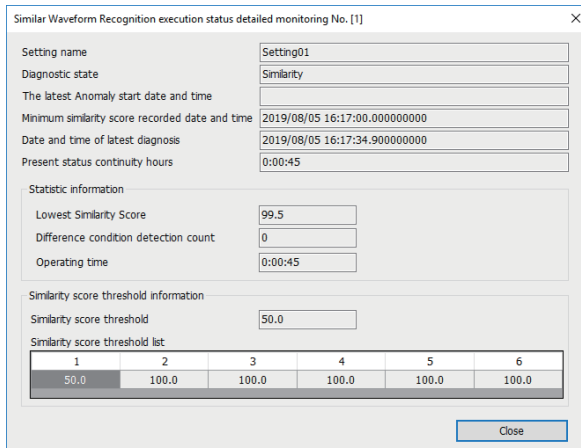 Similar Waveform Recognition execution status detailed monitoring No. [1]
Setting name Setting01
Diagnostic state Similarity
The latest Anomaly start date and time
Minimum similarity score recorded date and time 2019/08/05 16:17:00.000000000
Date and time of latest diagnosis 2019/08/05 16:17:34.900000000
Present status continuity hours 0:00:45
Statistic information
Lowest Similarity Score 99.5
Difference condition detection count 0
Operating time 0:00:45
Similarity score threshold information
Similarity score threshold 50.0
Similarity score threshold list
1 2 3 4 5 6
50.0 100.0 100.0 100.0 100.0 100.0
Close